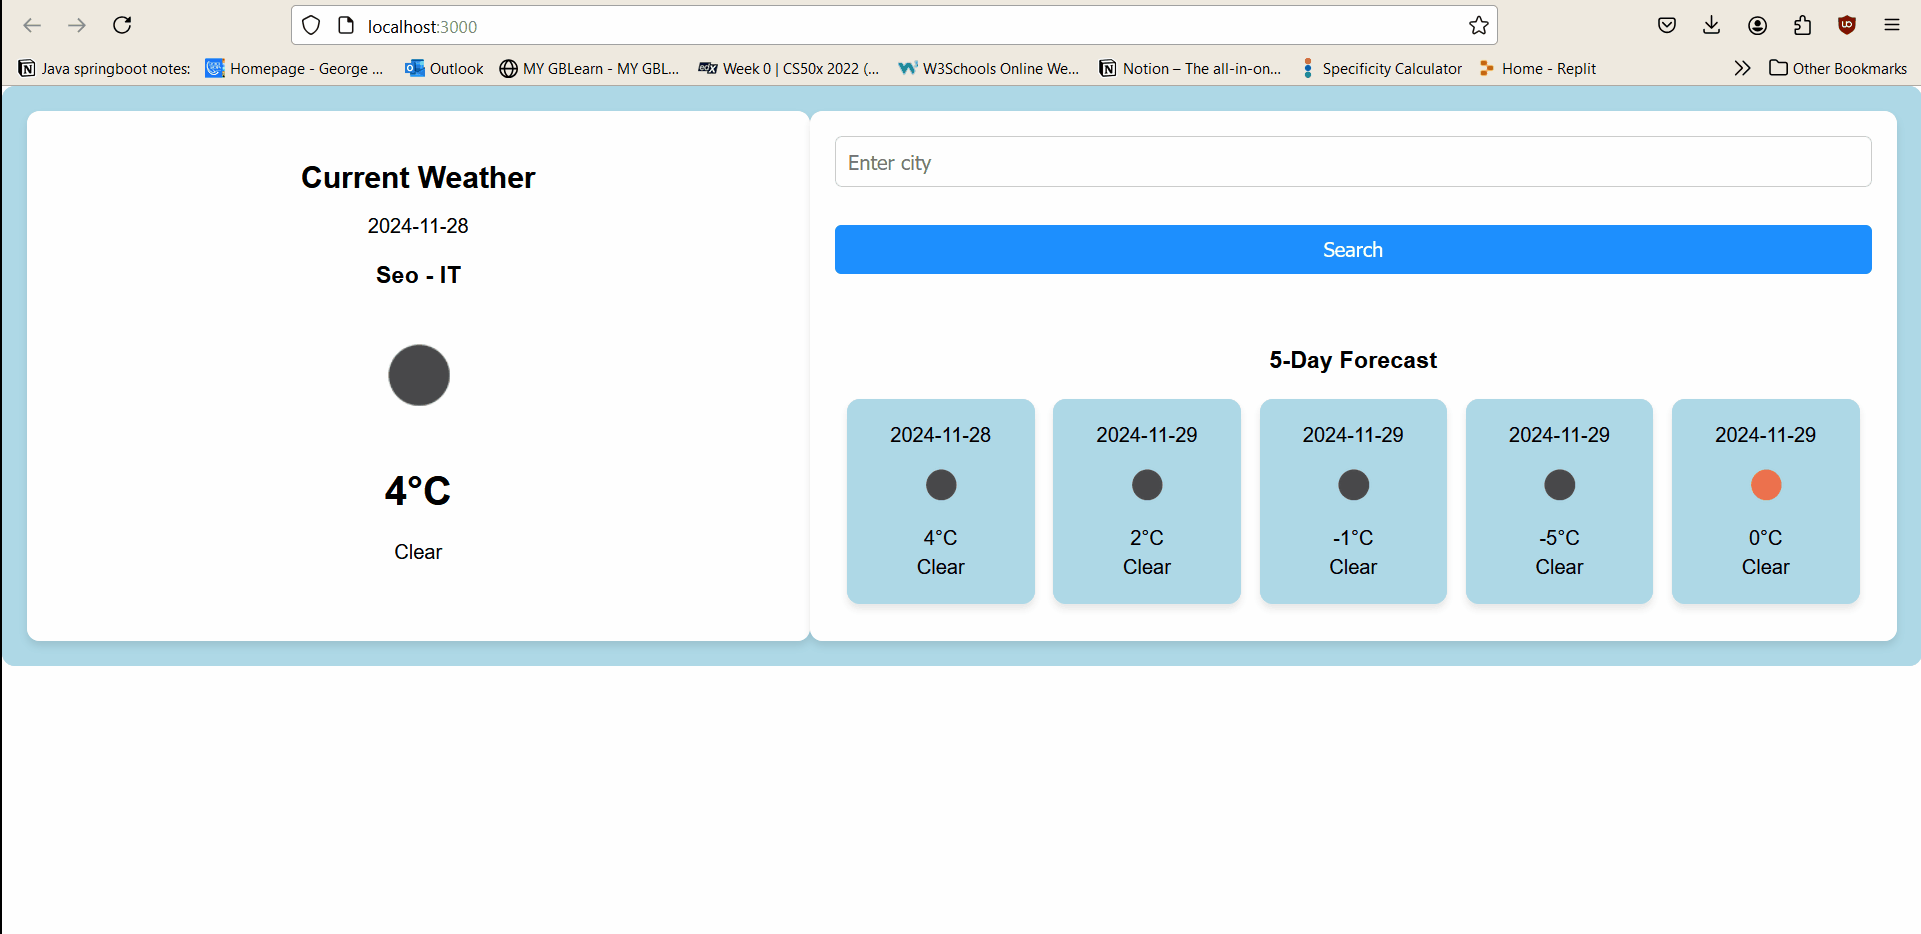 localhost:3000
Java springboot notes: Homepage - George ... Outlook MY GBLearn - MY GBL... Week 0 | CS50x 2022 (... W3Schools Online We... Notion – The all-in-on... Specificity Calculator Home - Replit Other Bookmarks
Current Weather
2024-11-28
Seo - IT
4°C
Clear
Enter city
Search
5-Day Forecast
2024-11-28 2024-11-29 2024-11-29 2024-11-29 2024-11-29
4°C 2°C -1°C -5°C 0°C
Clear Clear Clear Clear Clear